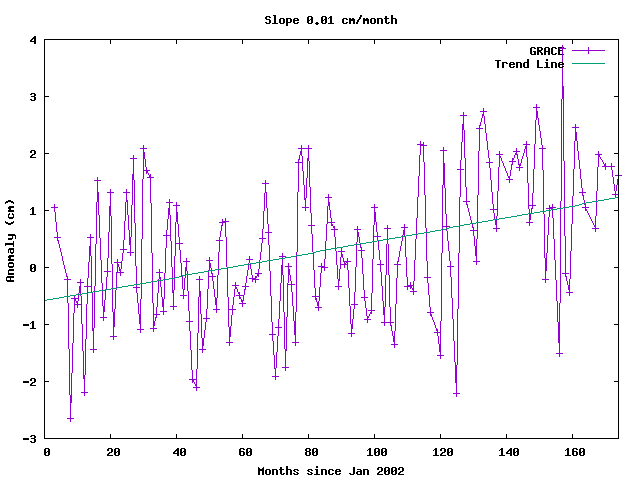 Slope 0.01 cm/month
GRACE
Trend Line
4
3
2
1
0
-1
-2
-3
Anomaly (cm)
0 20 40 60 80 100 120 140 160
Months since Jan 2002